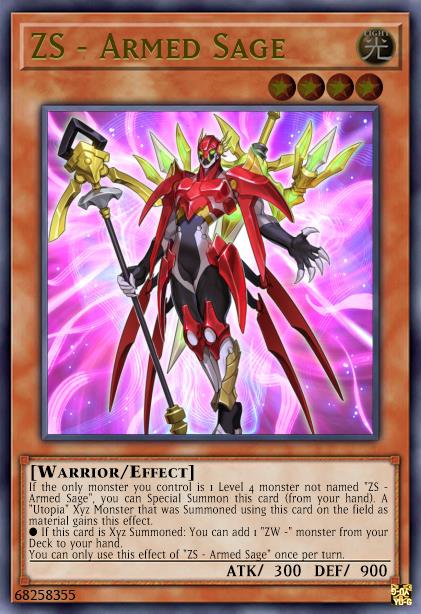 ZS - Armed Sage
LIGHT
光
[Warrior/Effect]
If the only monster you control is 1 Level 4 monster not named "ZS -
Armed Sage", you can Special Summon this card (from your hand). A
"Utopia" Xyz Monster that was Summoned using this card on the field as
material gains this effect.
● If this card is Xyz Summoned: You can add 1 "ZW -" monster from your
Deck to your hand.
You can only use this effect of "ZS - Armed Sage" once per turn.
ATK/ 300 DEF/ 900
68258355